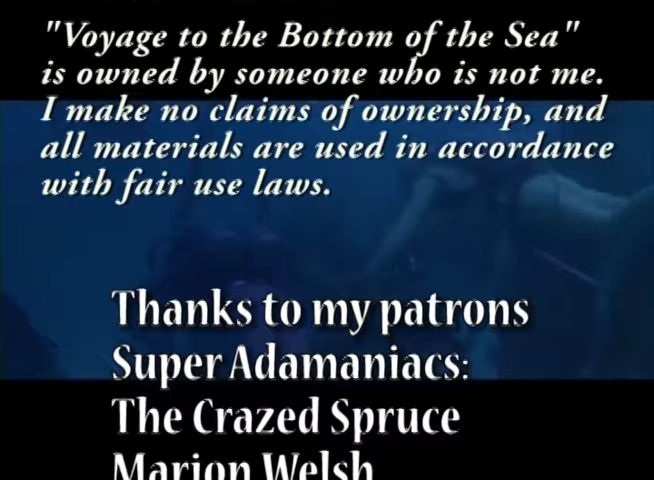 "Voyage to the Bottom of the Sea"
is owned by someone who is not me.
I make no claims of ownership, and
all materials are used in accordance
with fair use laws.
Thanks to my patrons
Super Adamaniacs:
The Crazed Spruce
Marion Welsh